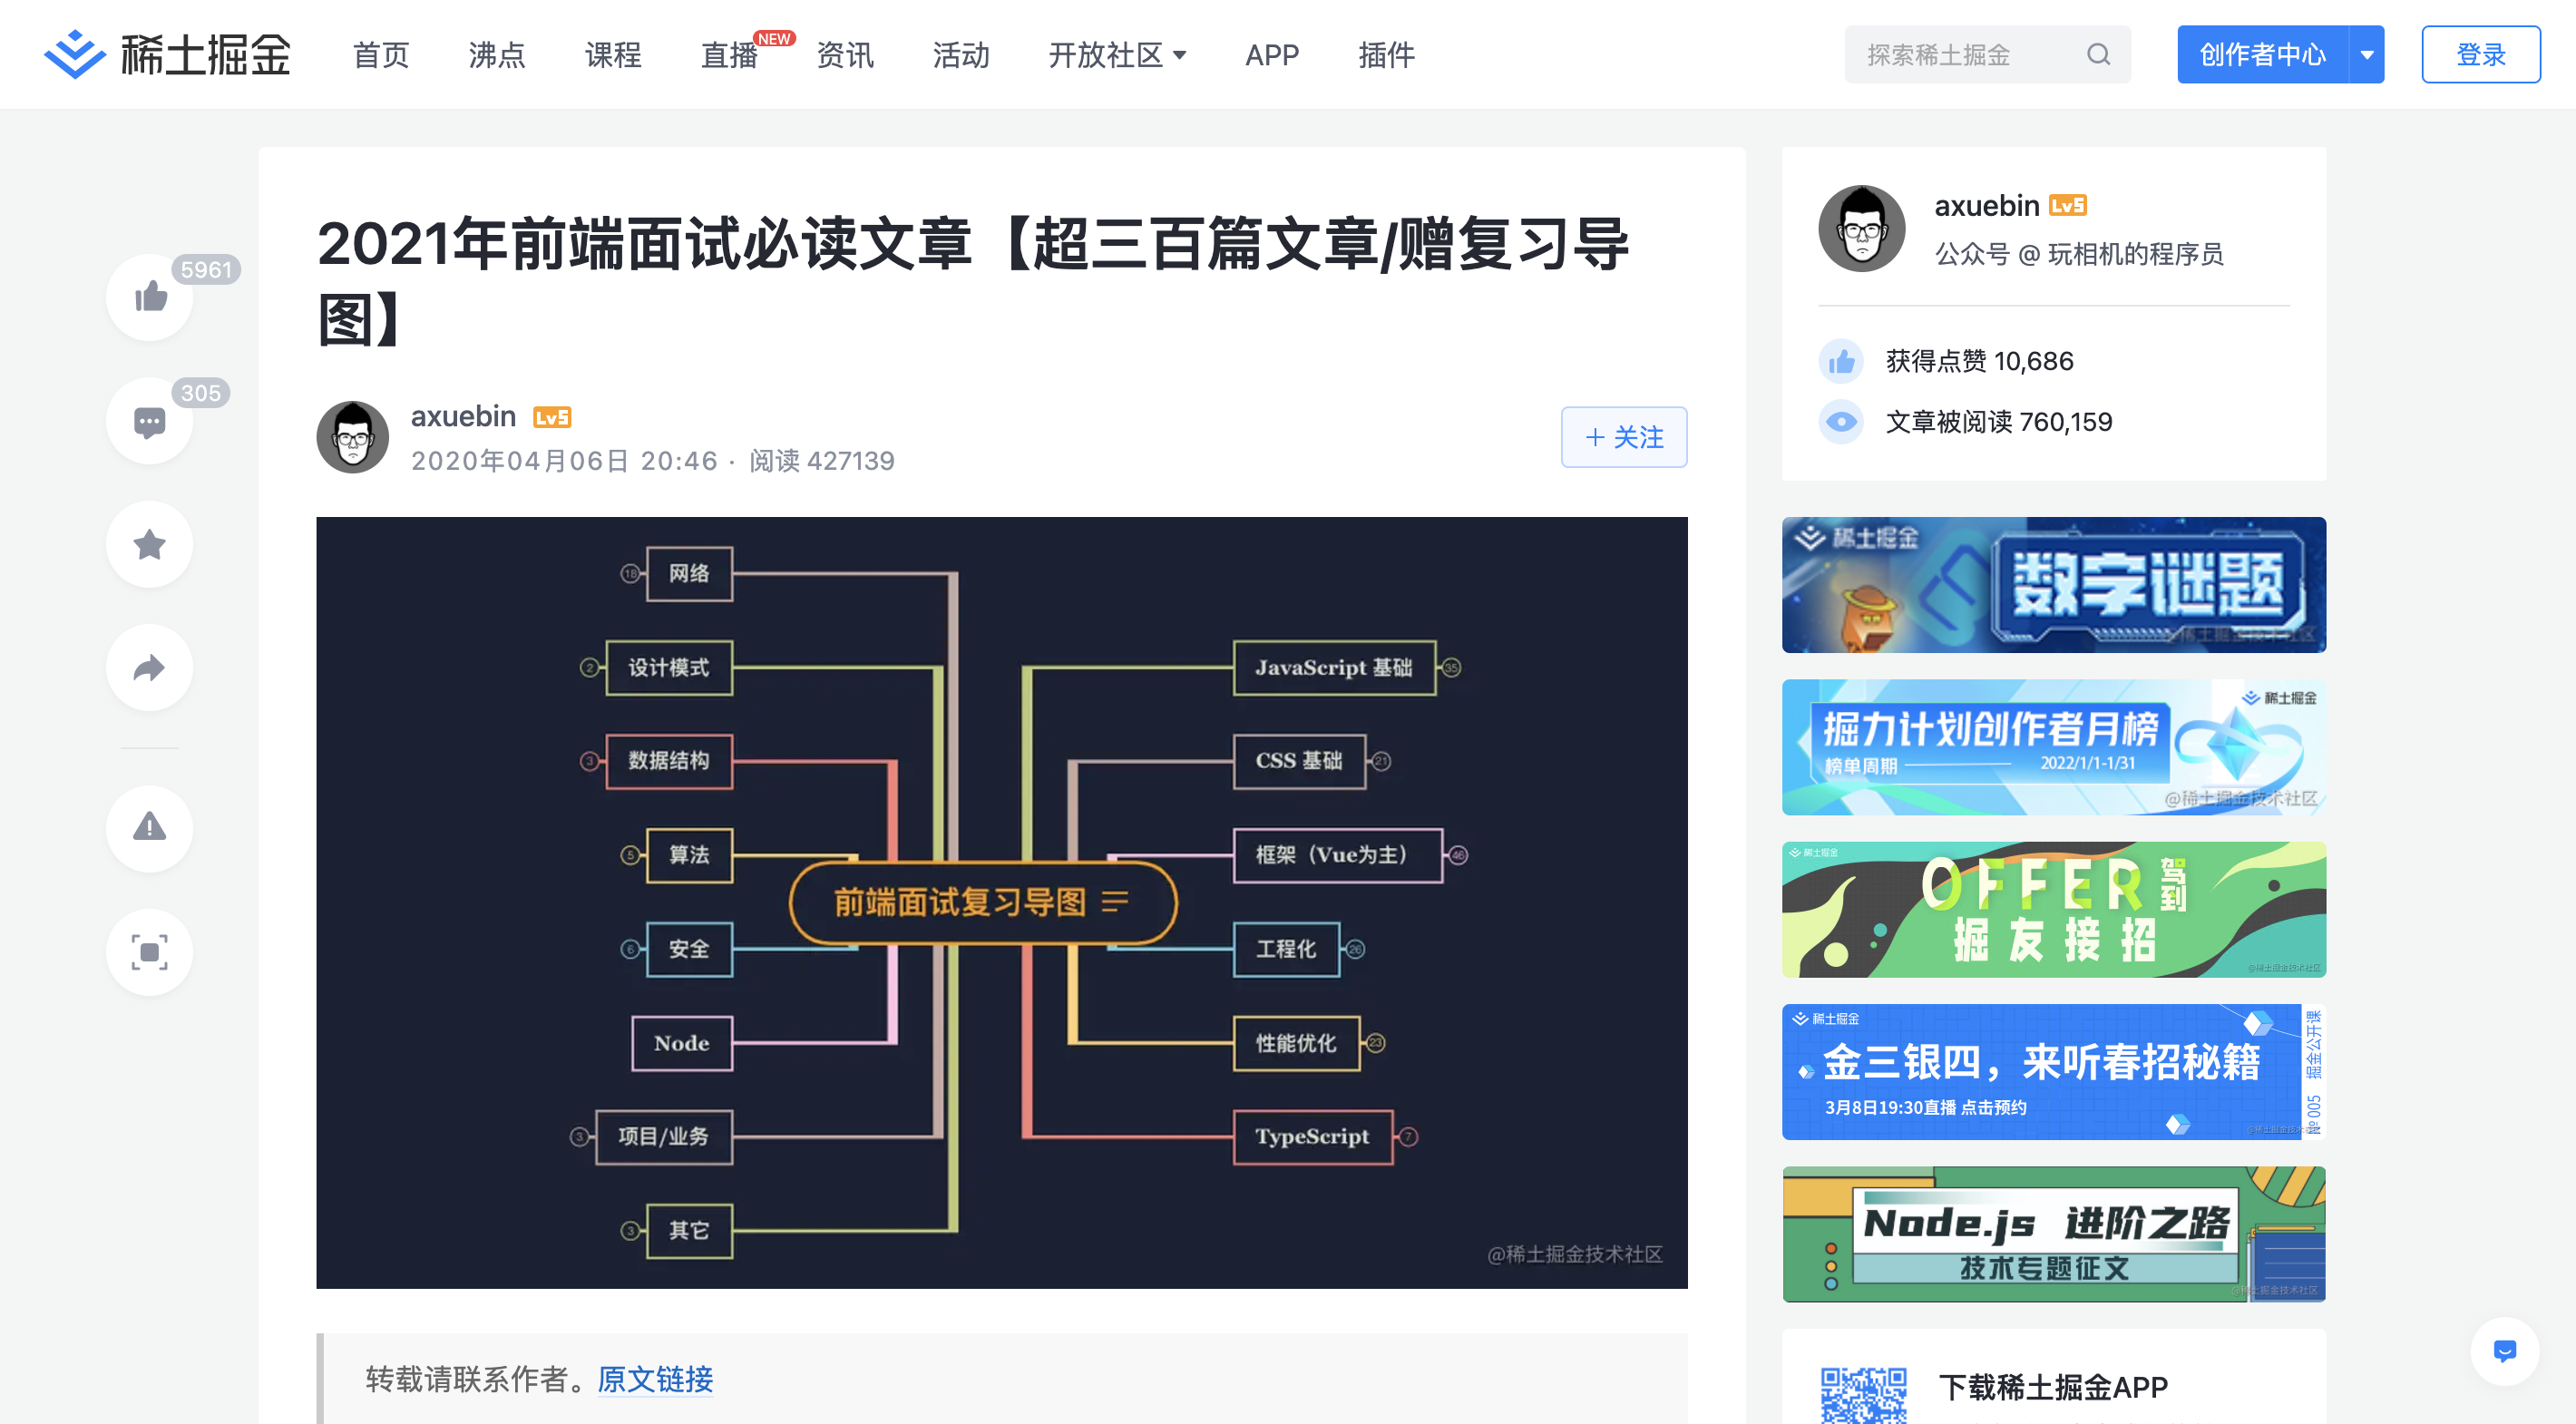 稀土掘金
首页
沸点
课程
直播
NEW
资讯
活动
开放社区
APP
插件
探索稀土掘金
创作者中心
登录
5961
305
2021年前端面试必读文章【超三百篇文章/赠复习导
图】
axuebin Lv5
2020年04月06日 20:46 · 阅读 427139
+ 关注
18 网络
2 设计模式
3 数据结构
5 算法
6 安全
Node
3 项目/业务
3 其它
前端面试复习导图
JavaScript 基础 35
CSS 基础 21
框架（Vue为主） 46
工程化 26
性能优化 23
TypeScript 7
@稀土掘金技术社区
转载请联系作者。原文链接
axuebin Lv5
公众号 @ 玩相机的程序员
获得点赞 10,686
文章被阅读 760,159
稀土掘金
数字谜题
@稀土掘金技术社区
稀土掘金
掘力计划创作者月榜
榜单周期 2022/1/1-1/31
@稀土掘金技术社区
稀土掘金
OFFER驾到
掘友接招
@稀土掘金技术社区
稀土掘金
金三银四，来听春招秘籍
3月8日19:30直播 点击预约
掘金公开课
Nº 005
Node.js 进阶之路
技术专题征文
@稀土掘金技术社区
下载稀土掘金APP